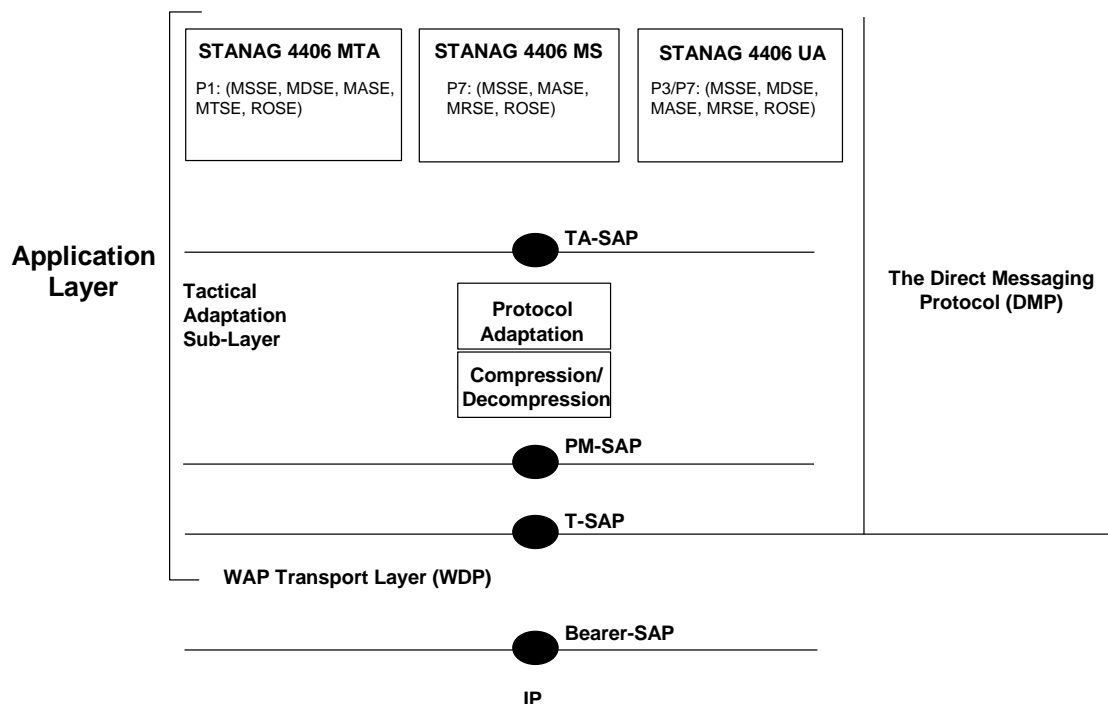 STANAG 4406 MTA
P1: (MSSE, MDSE, MASE,
MTSE, ROSE)
STANAG 4406 MS
P7: (MSSE, MASE,
MRSE, ROSE)
STANAG 4406 UA
P3/P7: (MSSE, MDSE,
MASE, MRSE, ROSE)
TA-SAP
Application
Layer
Tactical
Adaptation
Sub-Layer
Protocol
Adaptation
Compression/
Decompression
The Direct Messaging
Protocol (DMP)
PM-SAP
T-SAP
WAP Transport Layer (WDP)
Bearer-SAP
IP